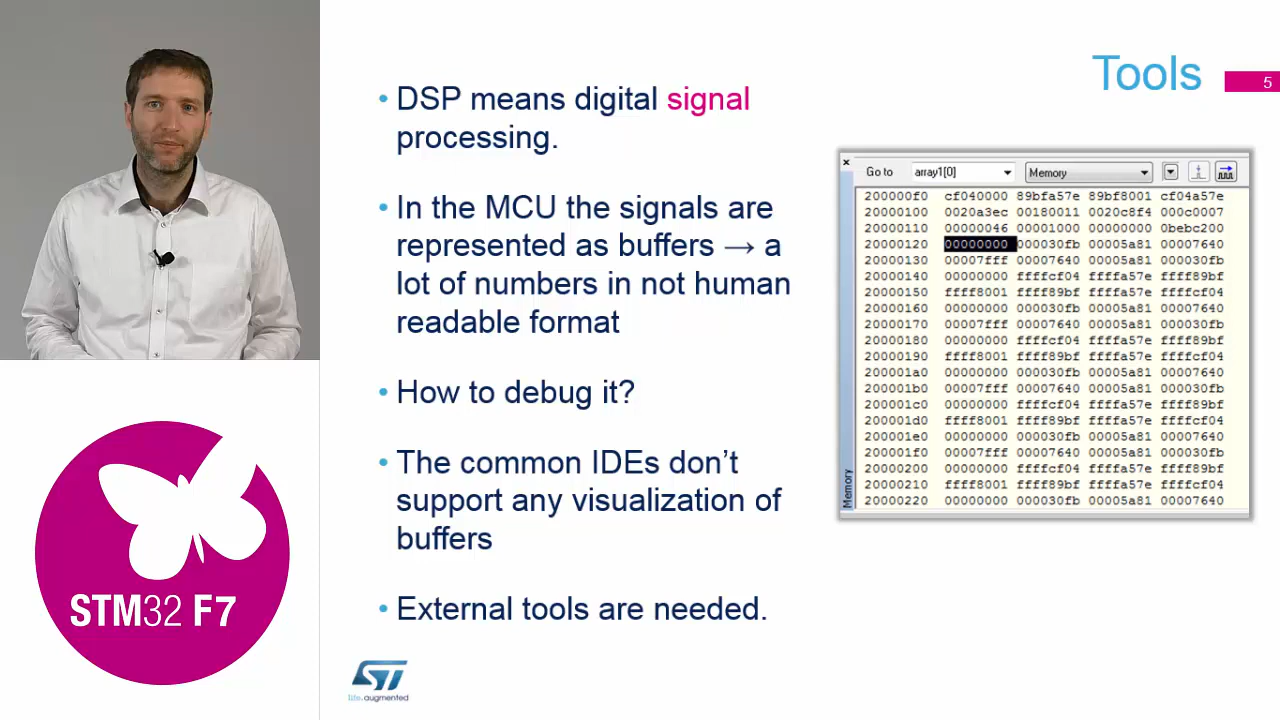 Tools
5
• DSP means digital signal
processing.
• In the MCU the signals are
represented as buffers → a
lot of numbers in not human
readable format
• How to debug it?
• The common IDEs don't
support any visualization of
buffers
• External tools are needed.
× Go to array1[0] Memory
200000f0 cf040000 89bfa57e 89bf8001 cf04a57e
20000100 0020a3ec 00180011 0020c8f4 000c0007
20000110 00000046 00001000 00000000 0bebc200
20000120 00000000 000030fb 00005a81 00007640
20000130 00007fff 00007640 00005a81 000030fb
20000140 00000000 ffffcf04 ffffa57e ffff89bf
20000150 ffff8001 ffff89bf ffffa57e ffffcf04
20000160 00000000 000030fb 00005a81 00007640
20000170 00007fff 00007640 00005a81 000030fb
20000180 00000000 ffffcf04 ffffa57e ffff89bf
20000190 ffff8001 ffff89bf ffffa57e ffffcf04
200001a0 00000000 000030fb 00005a81 00007640
200001b0 00007fff 00007640 00005a81 000030fb
200001c0 00000000 ffffcf04 ffffa57e ffff89bf
200001d0 ffff8001 ffff89bf ffffa57e ffffcf04
200001e0 00000000 000030fb 00005a81 00007640
200001f0 00007fff 00007640 00005a81 000030fb
20000200 00000000 ffffcf04 ffffa57e ffff89bf
20000210 ffff8001 ffff89bf ffffa57e ffffcf04
20000220 00000000 000030fb 00005a81 00007640
Memory
STM32 F7
ST
life.augmented